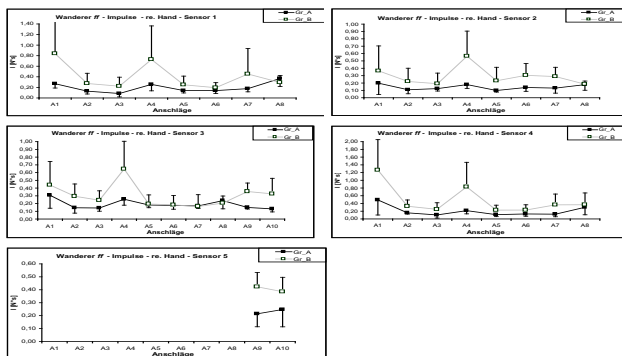 Wanderer ff - Impulse - re. Hand - Sensor 1
Gr_A
Gr_B
I [N*s]
1,40
1,20
1,00
0,80
0,60
0,40
0,20
0,00
A1 A2 A3 A4 A5 A6 A7 A8
Anschläge
Wanderer ff - Impulse - re. Hand - Sensor 2
Gr_A
Gr_B
I [N*s]
1,00
0,90
0,80
0,70
0,60
0,50
0,40
0,30
0,20
0,10
0,00
A1 A2 A3 A4 A5 A6 A7 A8
Anschläge
Wanderer ff - Impulse - re. Hand - Sensor 3
Gr_A
Gr_B
I [N*s]
1,00
0,90
0,80
0,70
0,60
0,50
0,40
0,30
0,20
0,10
0,00
A1 A2 A3 A4 A5 A6 A7 A8 A9 A10
Anschläge
Wanderer ff - Impulse - re. Hand - Sensor 4
Gr_A
Gr_B
I [N*s]
2,00
1,80
1,60
1,40
1,20
1,00
0,80
0,60
0,40
0,20
0,00
A1 A2 A3 A4 A5 A6 A7 A8
Anschläge
Wanderer ff - Impulse - re. Hand - Sensor 5
Gr_A
Gr_B
I [N*s]
0,60
0,50
0,40
0,30
0,20
0,10
0,00
A1 A2 A3 A4 A5 A6 A7 A8 A9 A10
Anschläge